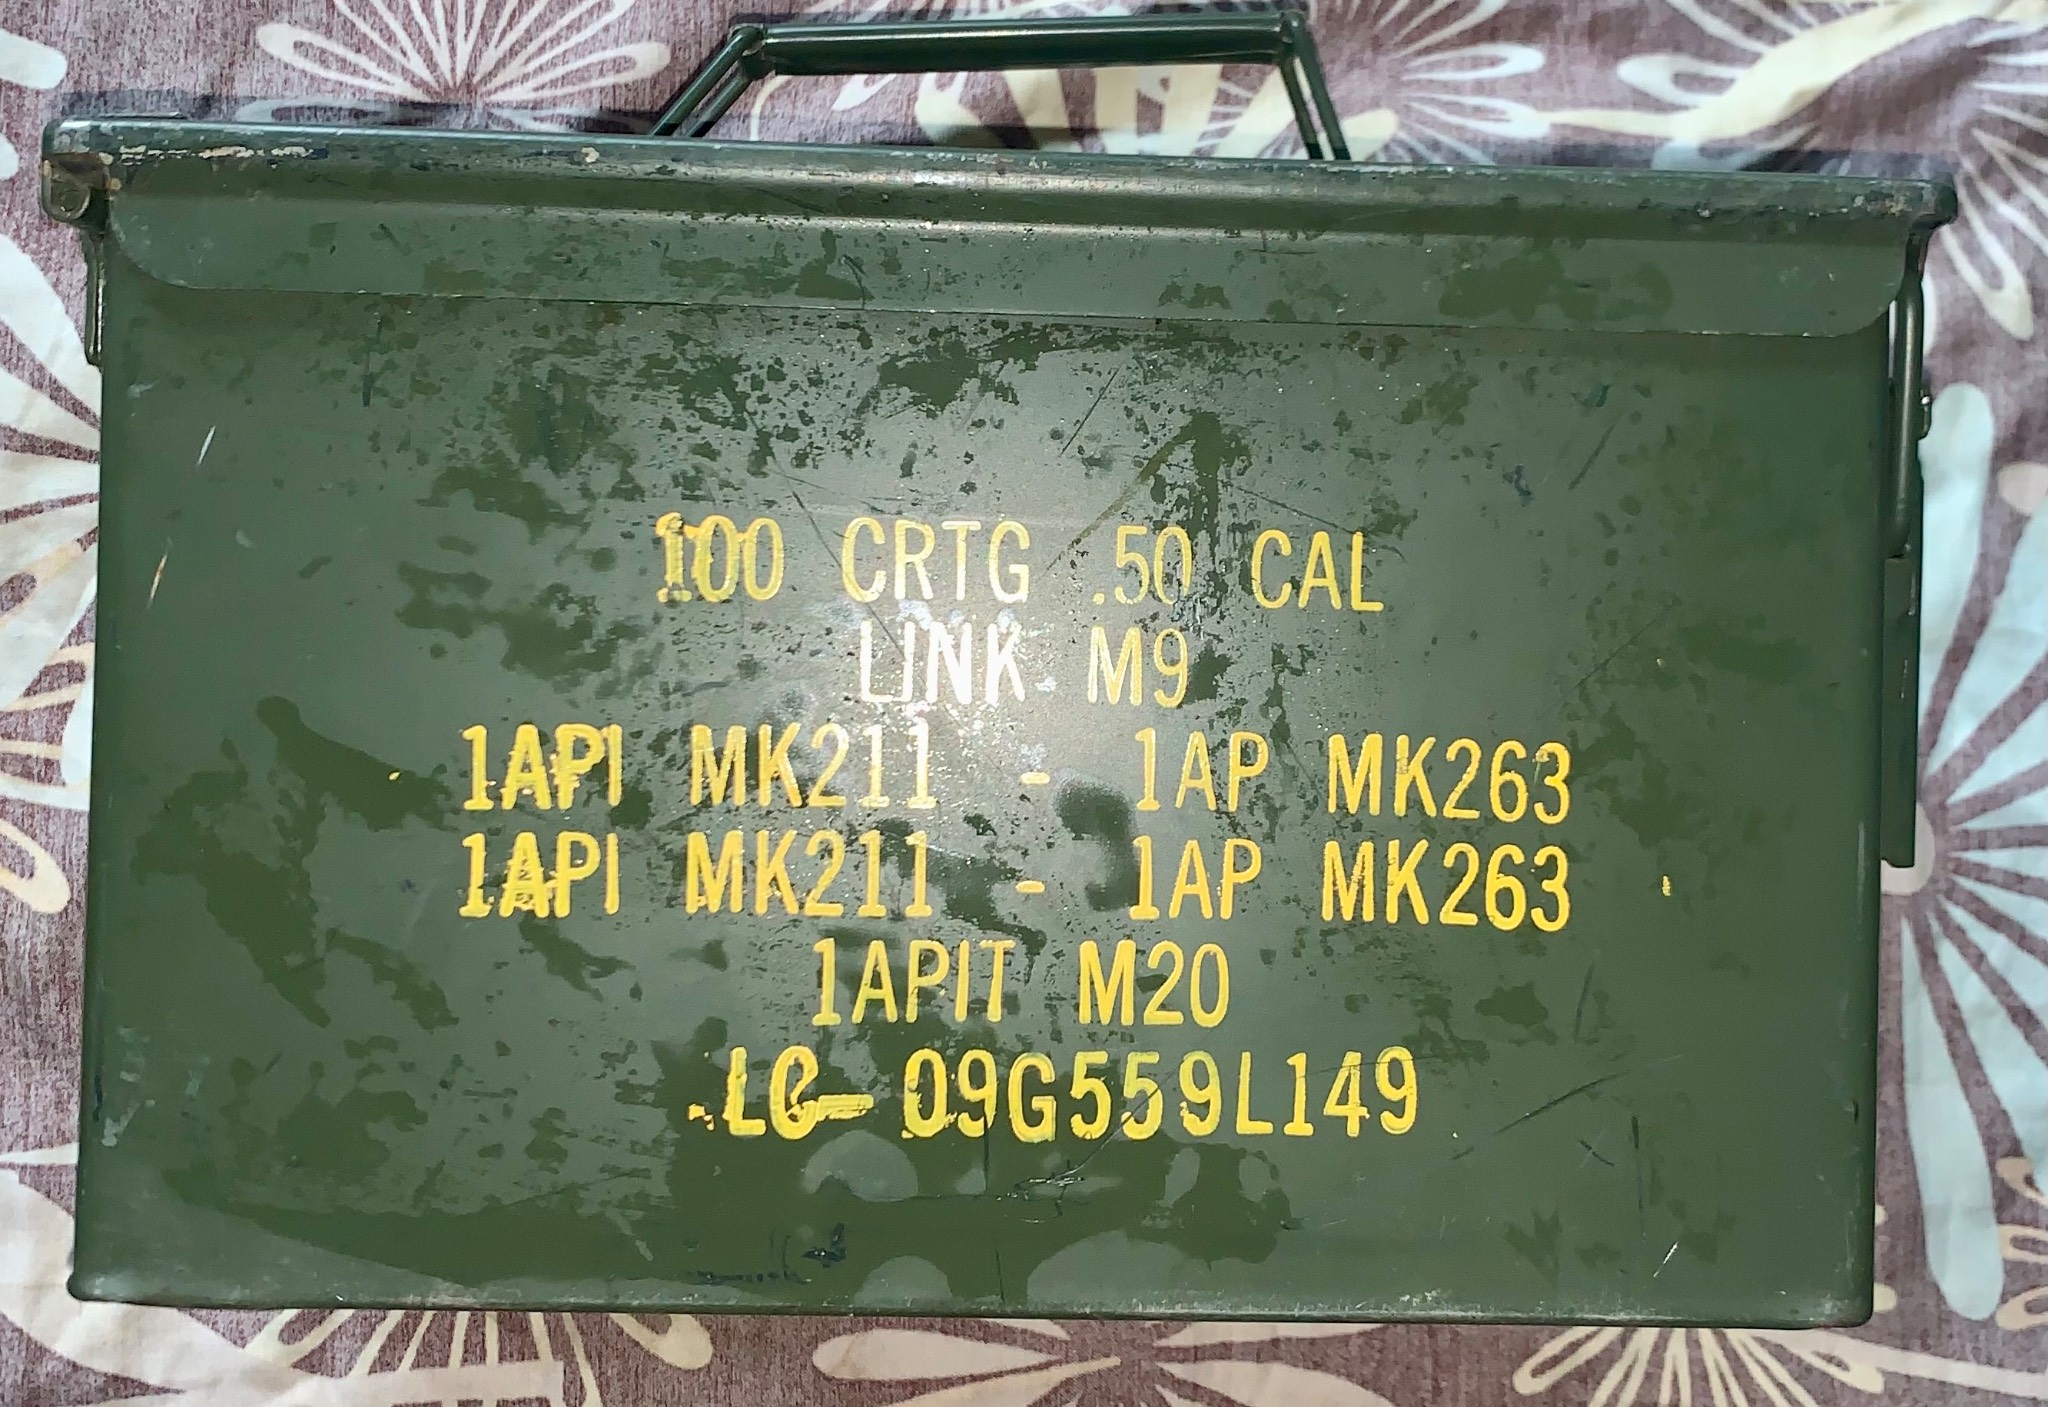 100 CRTG .50 CAL
LINK M9
1API MK211 - 1AP MK263
1API MK211 - 1AP MK263
1APIT M20
LC-09G559L149